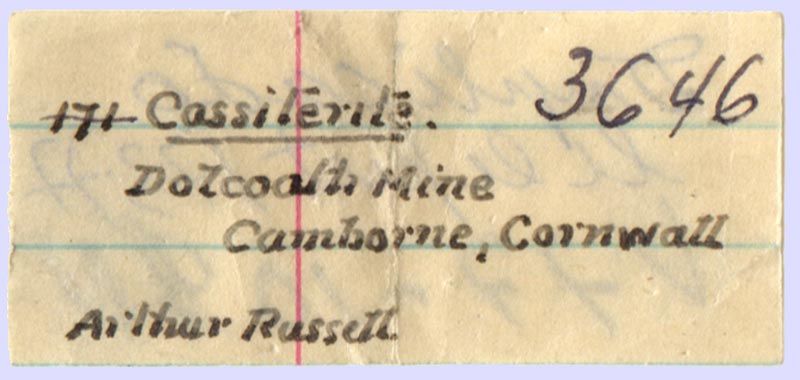 171 Cassiterite. 3646
Dolcoath Mine
Camborne, Cornwall
Arthur Russell